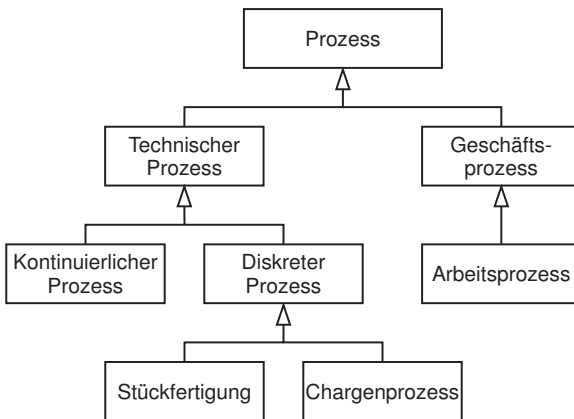 Prozess
Technischer
Prozess
Geschäfts-
prozess
Kontinuierlicher
Prozess
Diskreter
Prozess
Arbeitsprozess
Stückfertigung
Chargenprozess